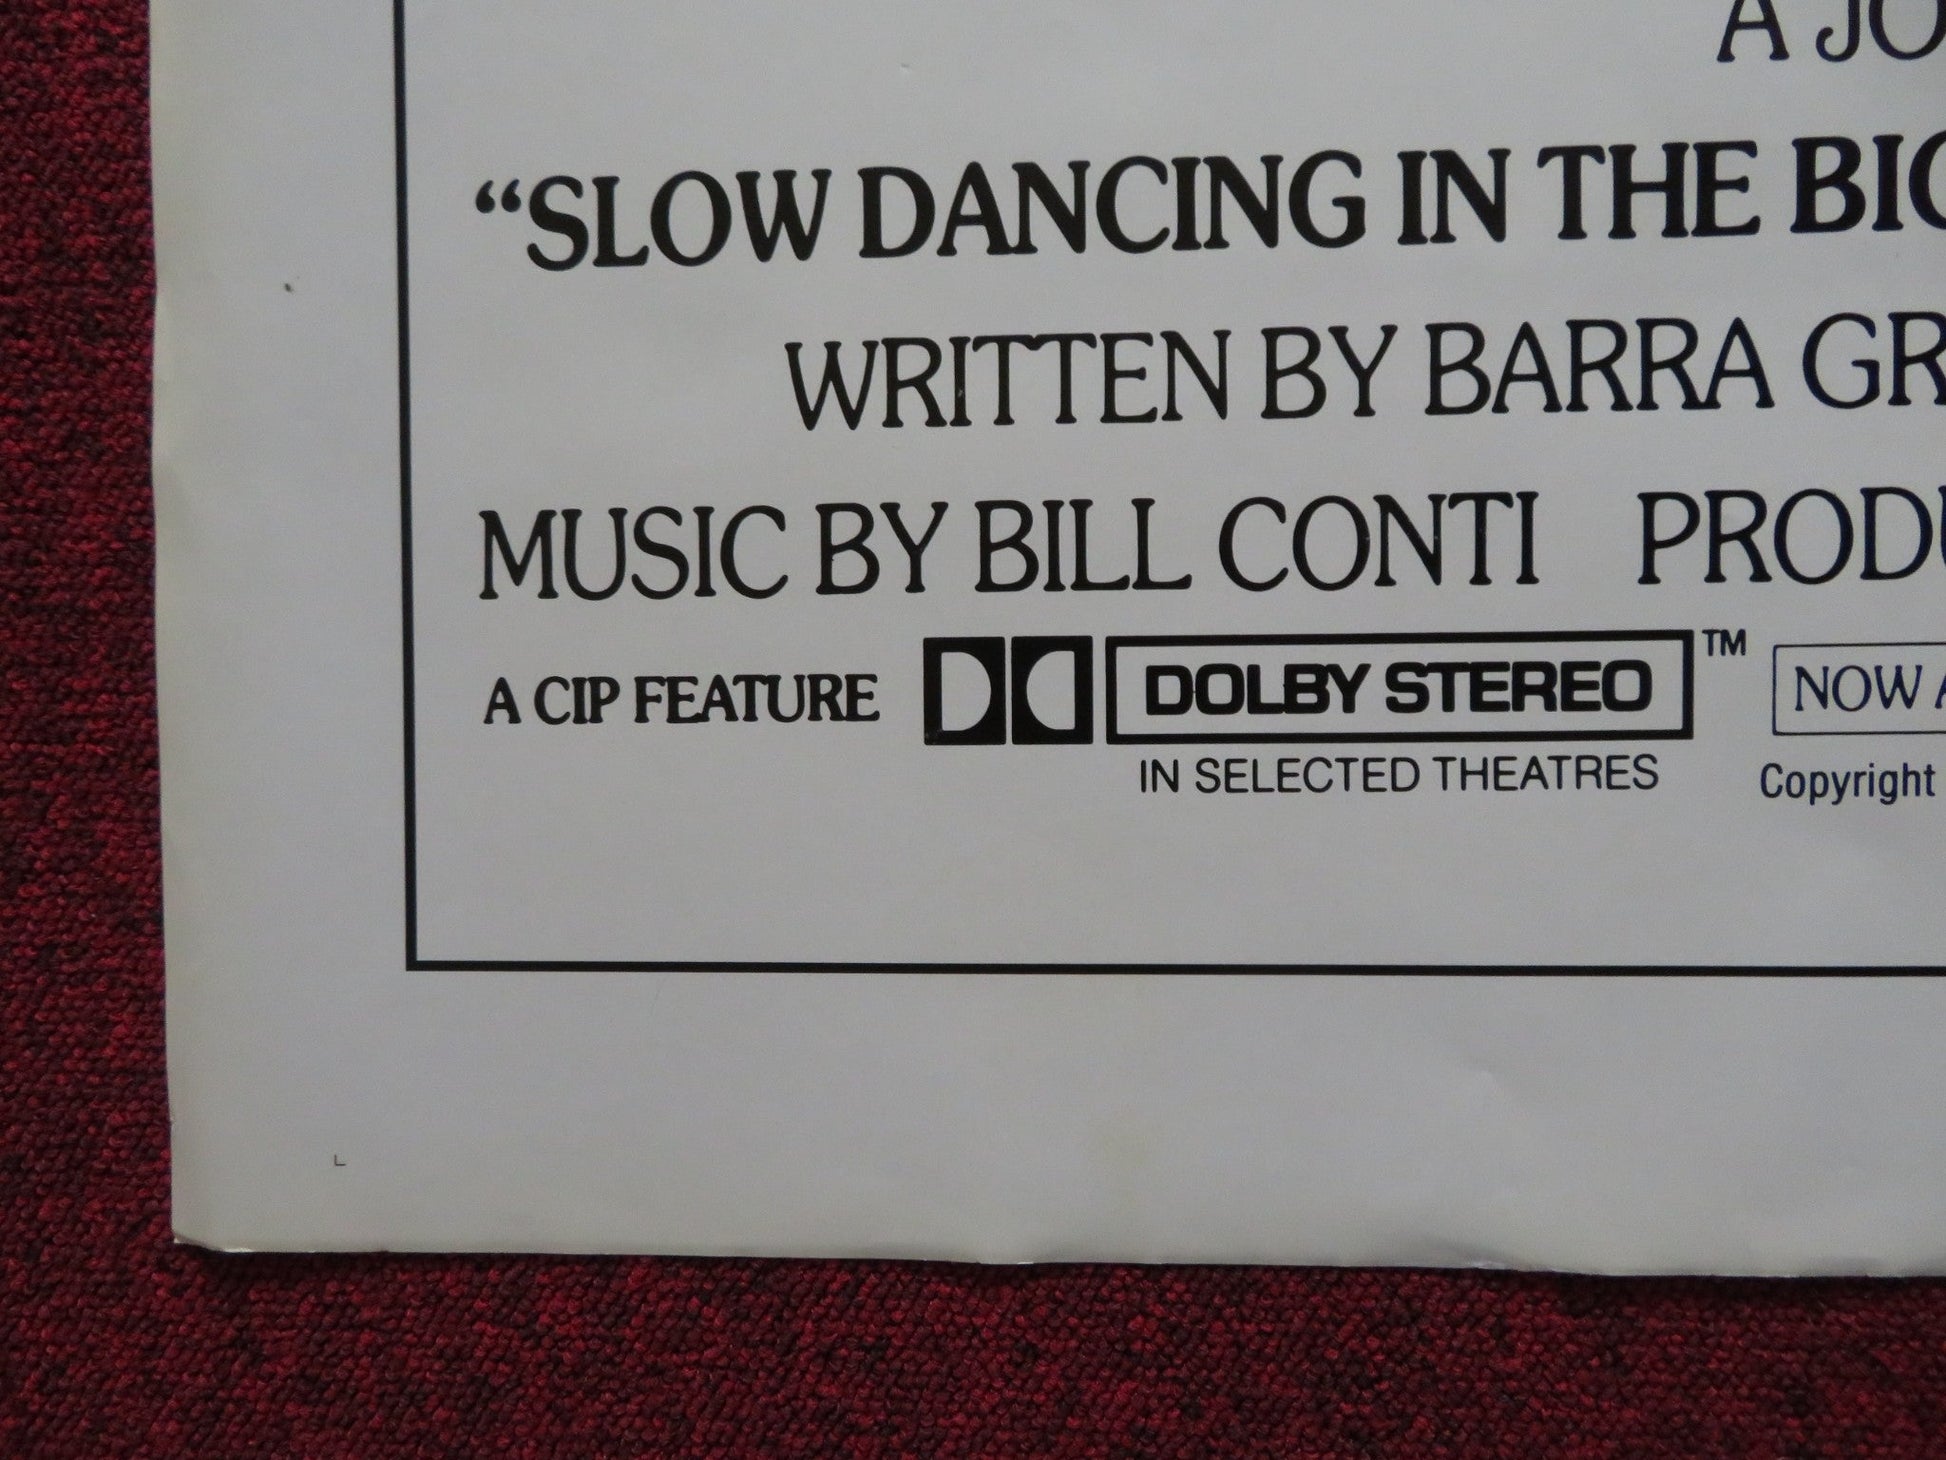 A JO
“SLOW DANCING IN THE BIG
WRITTEN BY BARRA GR
MUSIC BY BILL CONTI PRODU
A CIP FEATURE DOLBY STEREO TM NOW A
IN SELECTED THEATRES Copyright